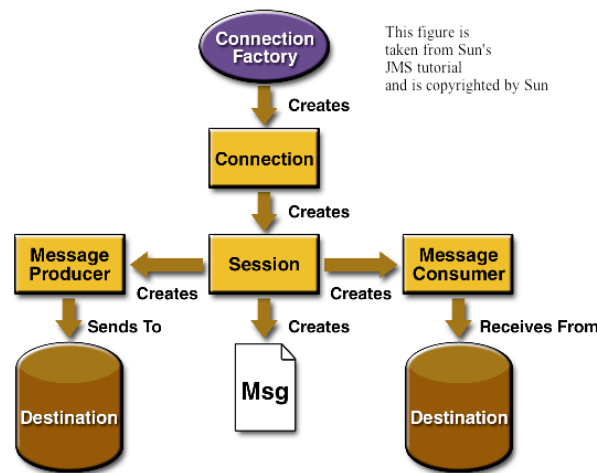 Connection
Factory
This figure is
taken from Sun's
JMS tutorial
and is copyrighted by Sun
Creates
Connection
Creates
Message
Producer
Session
Message
Consumer
Creates
Creates
Sends To
Creates
Receives From
Destination
Msg
Destination